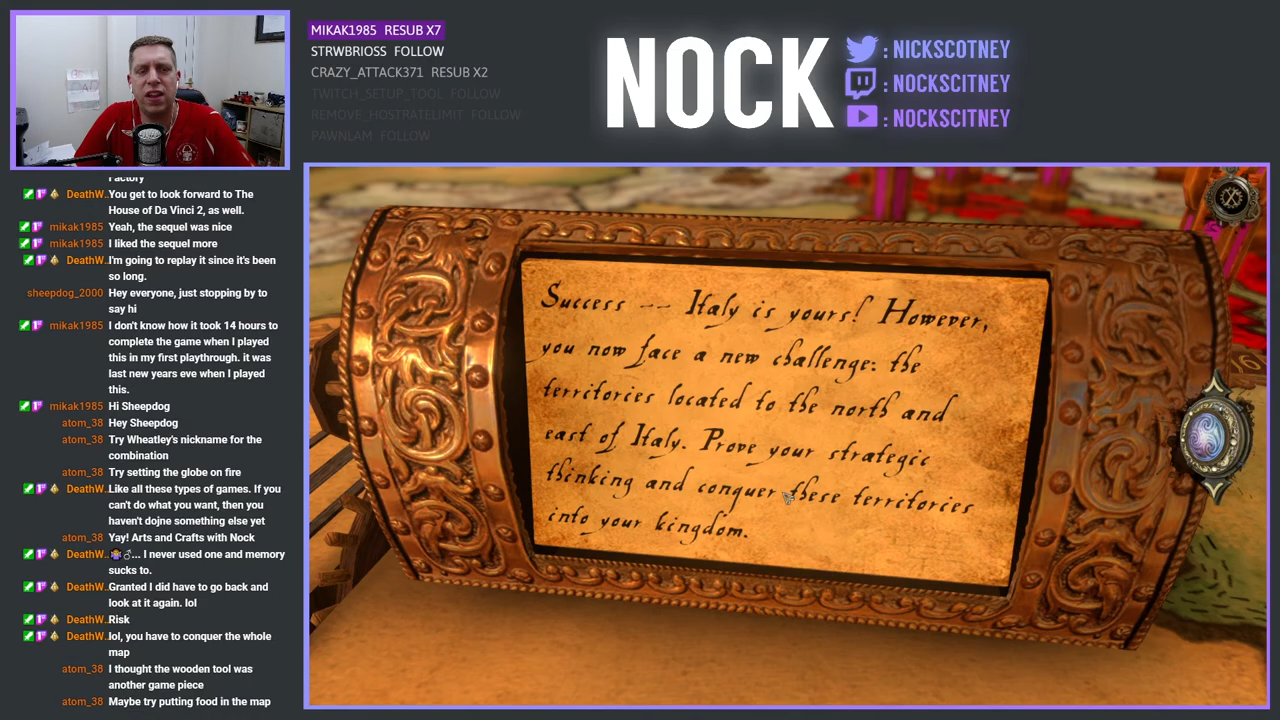 MIKAK1985 RESUB X7
STRWBRIOSS FOLLOW
CRAZY_ATTACK371 RESUB X2
TWITCH_SETUP_TOOL FOLLOW
REMOVE_HOSTRATELIMIT FOLLOW
PAWNLAM FOLLOW
NOCK
: NICKSCOTNEY
: NOCKSCITNEY
: NOCKSCITNEY
Factory
DeathW.. You get to look forward to The
House of Da Vinci 2, as well.
mikak1985 Yeah, the sequel was nice
mikak1985 I liked the sequel more
DeathW.. I'm going to replay it since it's been
so long.
sheepdog_2000 Hey everyone, just stopping by to
say hi
mikak1985 I don't know how it took 14 hours to
complete the game when I played
this in my first playthrough. it was
last new years eve when I played
this.
mikak1985 Hi Sheepdog
atom_38 Hey Sheepdog
atom_38 Try Wheatley's nickname for the
combination
atom_38 Try setting the globe on fire
DeathW.. Like all these types of games. If you
can't do what you want, then you
haven't dojne something else yet
atom_38 Yay! Arts and Crafts with Nock
DeathW.. 🤷‍♂... I never used one and memory
sucks to.
DeathW.. Granted I did have to go back and
look at it again. lol
DeathW.. Risk
DeathW.. lol, you have to conquer the whole
map
atom_38 I thought the wooden tool was
another game piece
atom_38 Maybe try putting food in the map
Success -- Italy is yours! However,
you now face a new challenge: the
territories located to the north and
east of Italy. Prove your strategic
thinking and conquer these territories
into your kingdom.